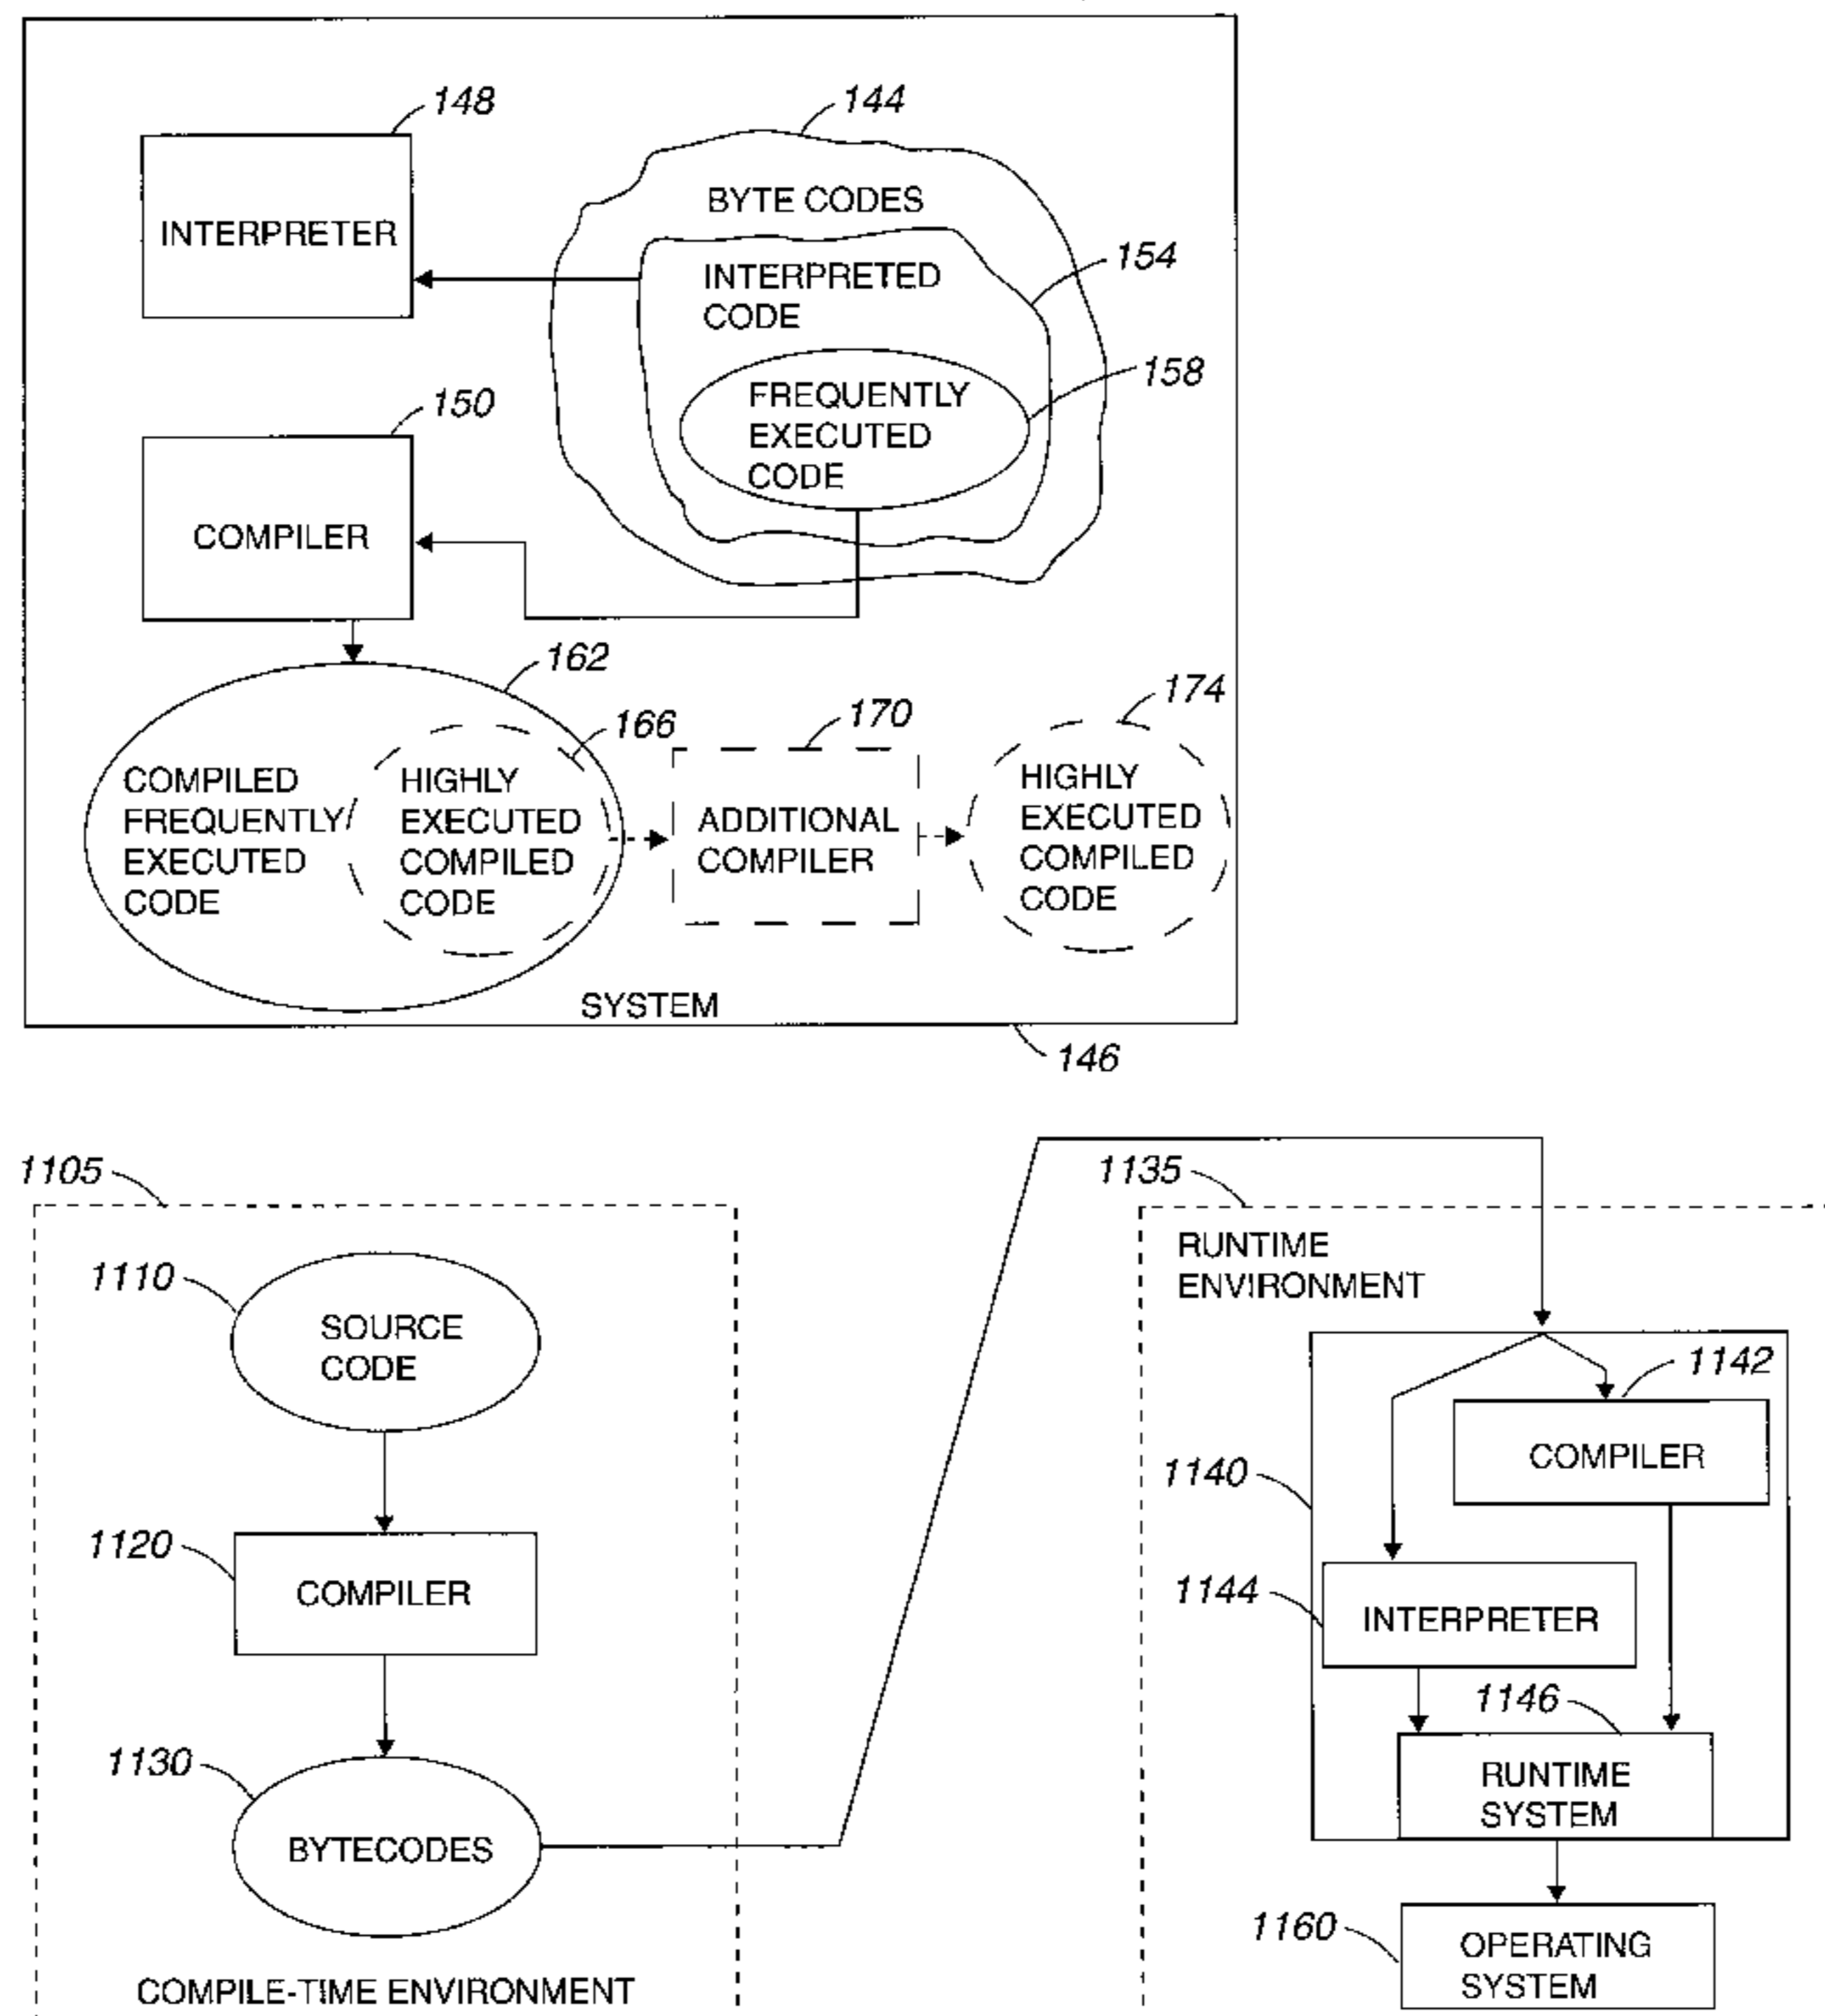 148
144
BYTE CODES
INTERPRETER
154
INTERPRETED
CODE
158
FREQUENTLY
EXECUTED
CODE
150
COMPILER
162
174
170
166
COMPILED
FREQUENTLY
EXECUTED
CODE
HIGHLY
EXECUTED
COMPILED
CODE
ADDITIONAL
COMPILER
HIGHLY
EXECUTED
COMPILED
CODE
SYSTEM
146
1105
1135
RUNTIME
ENVIRONMENT
1110
SOURCE
CODE
1142
COMPILER
1140
1120
COMPILER
1144
INTERPRETER
1146
1130
RUNTIME
SYSTEM
BYTECODES
1160
OPERATING
SYSTEM
COMPILE-TIME ENVIRONMENT